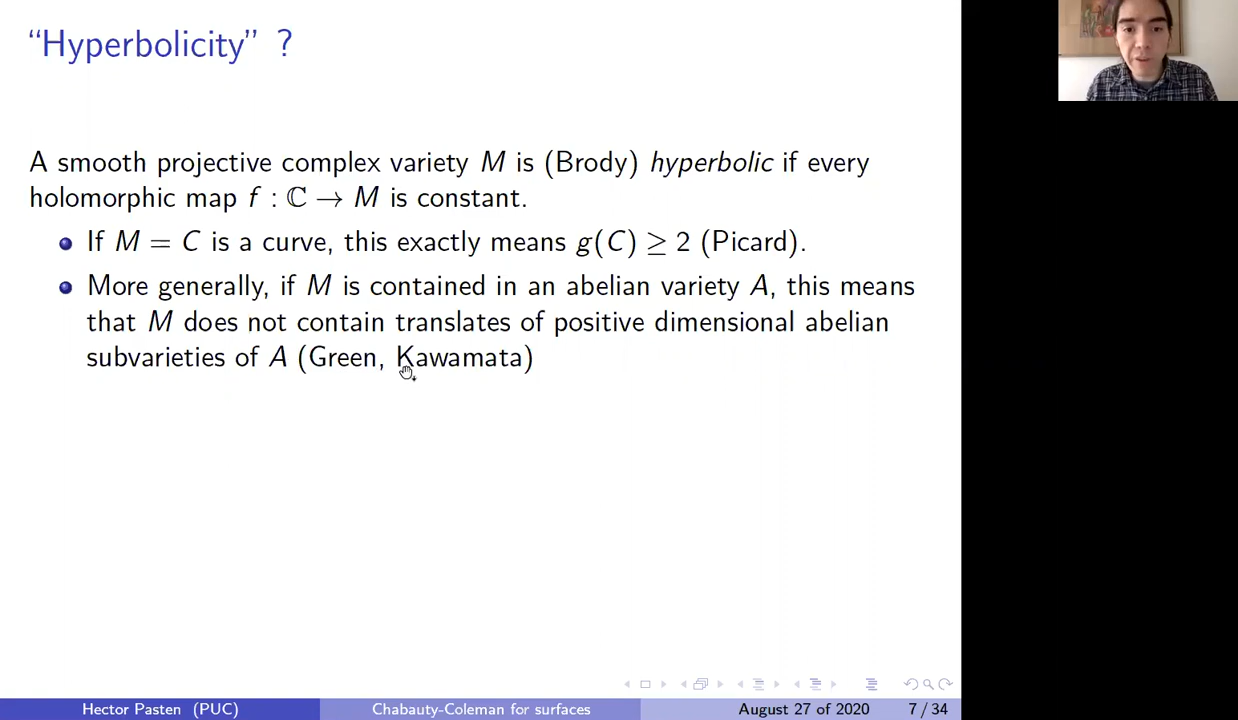 “Hyperbolicity” ?
A smooth projective complex variety M is (Brody) hyperbolic if every
holomorphic map f : ℂ → M is constant.
If M = C is a curve, this exactly means g(C) ≥ 2 (Picard).
More generally, if M is contained in an abelian variety A, this means
that M does not contain translates of positive dimensional abelian
subvarieties of A (Green, Kawamata)
Hector Pasten (PUC) Chabauty-Coleman for surfaces August 27 of 2020 7 / 34